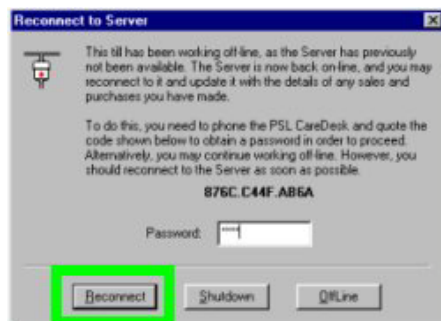 Reconnect to Server
This till has been working off-line, as the Server has previously
not been available. The Server is now back on-line, and you may
reconnect to it and update it with the details of any sales and
purchases you have made.
To do this, you need to phone the PSL CareDesk and quote the
code shown below to obtain a password in order to proceed.
Alternatively, you may continue working off-line. However, you
should reconnect to the Server as soon as possible.
876C.C44F.AB6A
Password: ****
Reconnect Shutdown OffLine